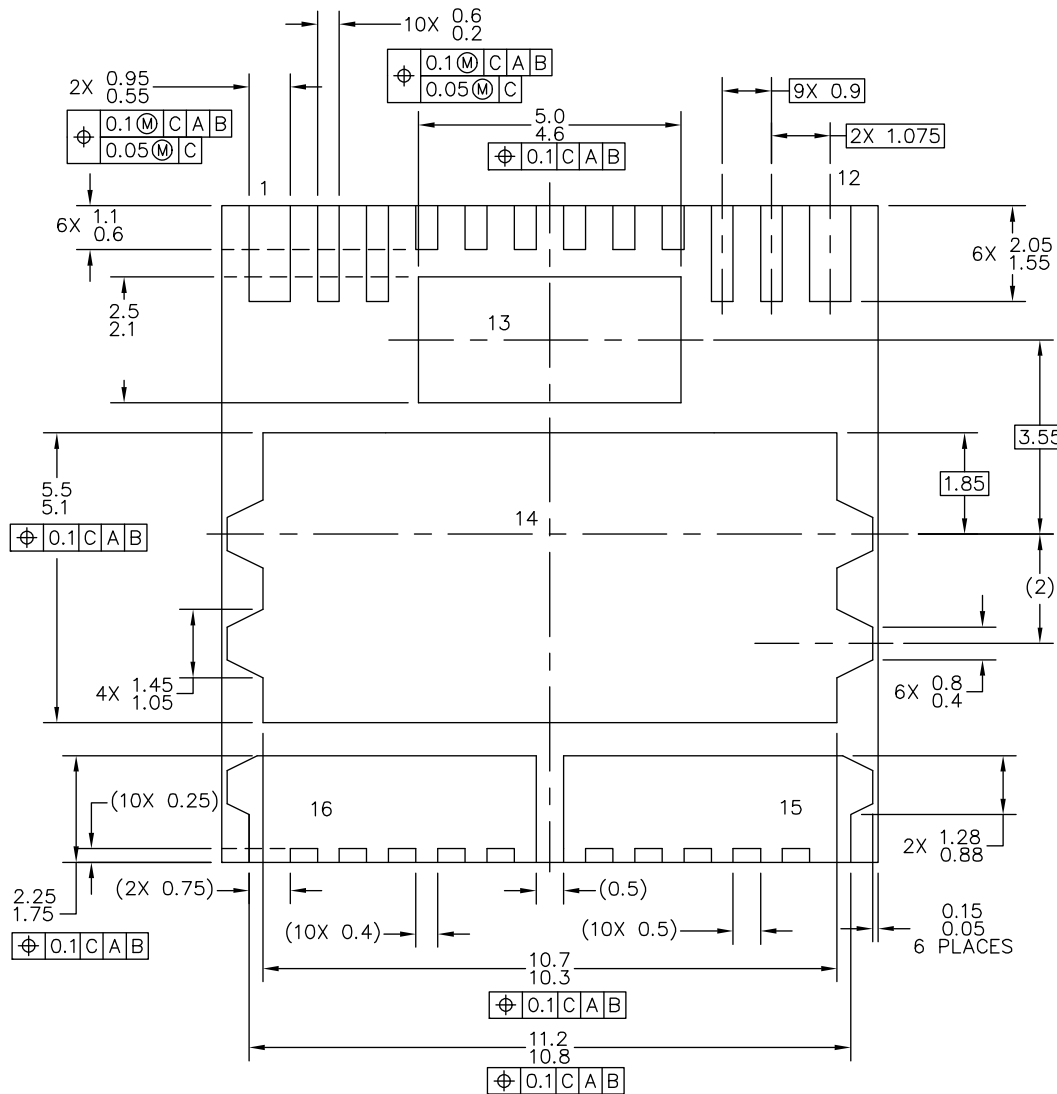 10X 0.6
0.2
⌖ 0.1Ⓜ C A B
0.05Ⓜ C
2X 0.95
0.55
⌖ 0.1Ⓜ C A B
0.05Ⓜ C
9X 0.9
5.0
4.6
⌖ 0.1 C A B
2X 1.075
1
12
6X 1.1
0.6
6X 2.05
1.55
2.5
2.1
13
3.55
1.85
5.5
5.1
⌖ 0.1 C A B
14
(2)
4X 1.45
1.05
6X 0.8
0.4
(10X 0.25)
16
15
2X 1.28
0.88
2.25
1.75
⌖ 0.1 C A B
(2X 0.75)
(0.5)
(10X 0.4)
(10X 0.5)
0.15
0.05
6 PLACES
10.7
10.3
⌖ 0.1 C A B
11.2
10.8
⌖ 0.1 C A B